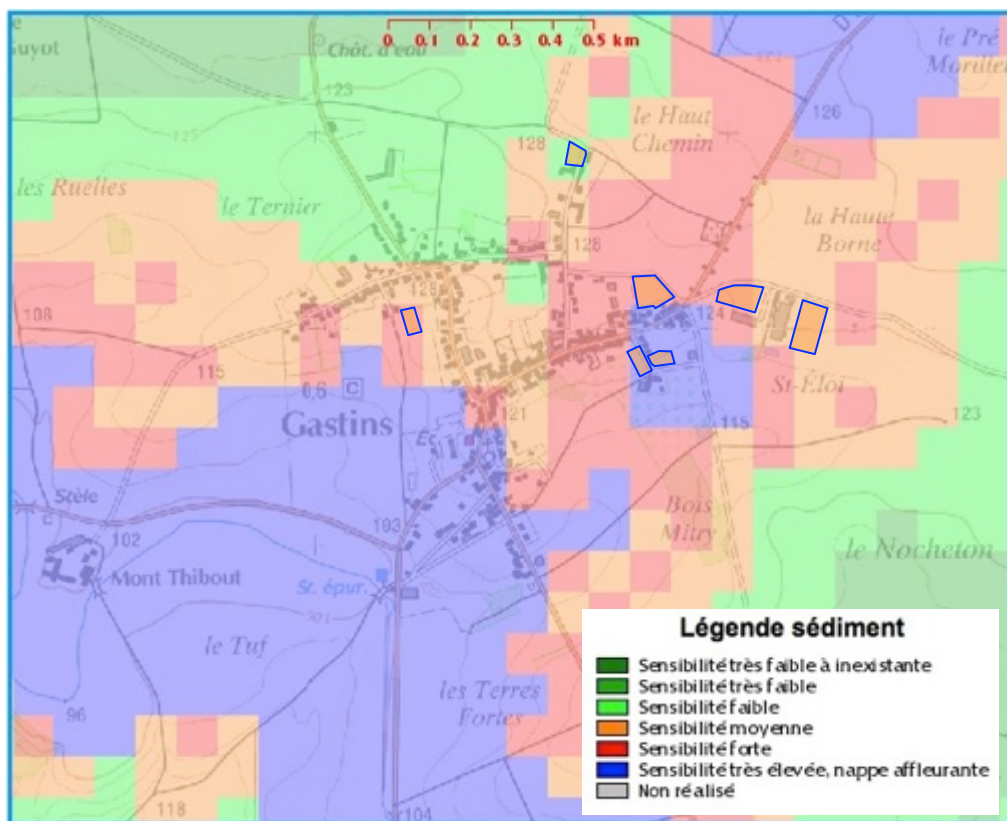 Guyot
Chât. d'eau
0 0.1 0.2 0.3 0.4 0.5 km
D
le Pré
123
126
125
128
le Haut
Chemin
les Ruelles
le Ternier
la Haute
Borne
128
128
108
124
115
0,6 C
St-Éloi
Gastins
121
123
Ec.
115
Stèle
Bois
Mitry
103
102
le Nocheton
Mont Thibout
St. épur.
le Tuf
les Terres
Fortes
96
118
104
Légende sédiment
Sensibilité très faible à inexistante
Sensibilité très faible
Sensibilité faible
Sensibilité moyenne
Sensibilité forte
Sensibilité très élevée, nappe affleurante
Non réalisé